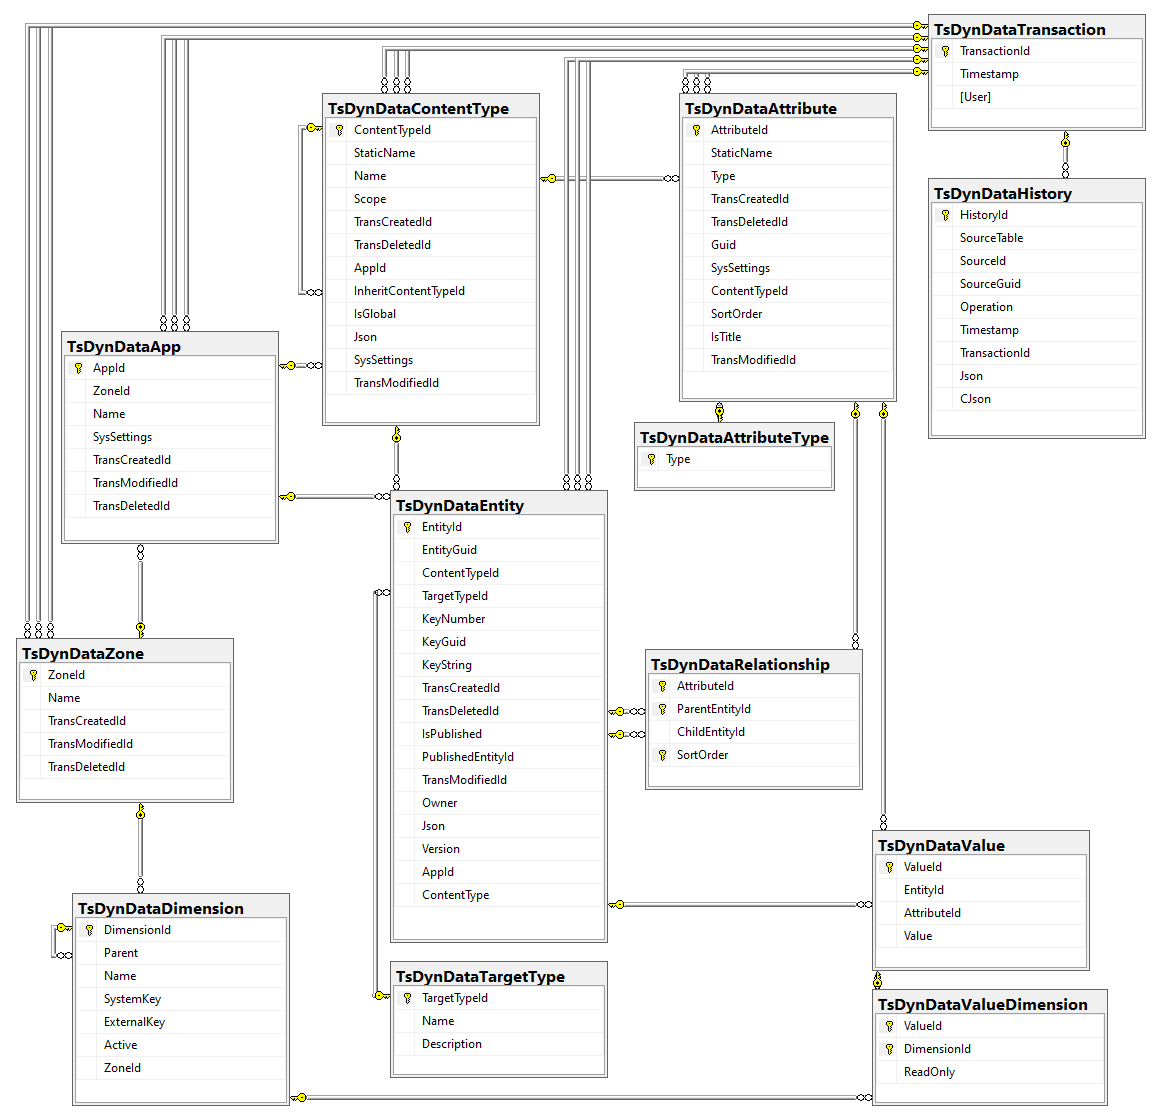 TsDynDataTransaction
TransactionId
Timestamp
[User]
TsDynDataContentType
ContentTypeId
StaticName
Name
Scope
TransCreatedId
TransDeletedId
AppId
InheritContentTypeId
IsGlobal
Json
SysSettings
TransModifiedId
TsDynDataAttribute
AttributeId
StaticName
Type
TransCreatedId
TransDeletedId
Guid
SysSettings
ContentTypeId
SortOrder
IsTitle
TransModifiedId
TsDynDataHistory
HistoryId
SourceTable
SourceId
SourceGuid
Operation
Timestamp
TransactionId
Json
CJson
TsDynDataApp
AppId
ZoneId
Name
SysSettings
TransCreatedId
TransModifiedId
TransDeletedId
TsDynDataAttributeType
Type
TsDynDataEntity
EntityId
EntityGuid
ContentTypeId
TargetTypeId
KeyNumber
KeyGuid
KeyString
TransCreatedId
TransDeletedId
IsPublished
PublishedEntityId
TransModifiedId
Owner
Json
Version
AppId
ContentType
TsDynDataZone
ZoneId
Name
TransCreatedId
TransModifiedId
TransDeletedId
TsDynDataRelationship
AttributeId
ParentEntityId
ChildEntityId
SortOrder
TsDynDataValue
ValueId
EntityId
AttributeId
Value
TsDynDataDimension
DimensionId
Parent
Name
SystemKey
ExternalKey
Active
ZoneId
TsDynDataTargetType
TargetTypeId
Name
Description
TsDynDataValueDimension
ValueId
DimensionId
ReadOnly